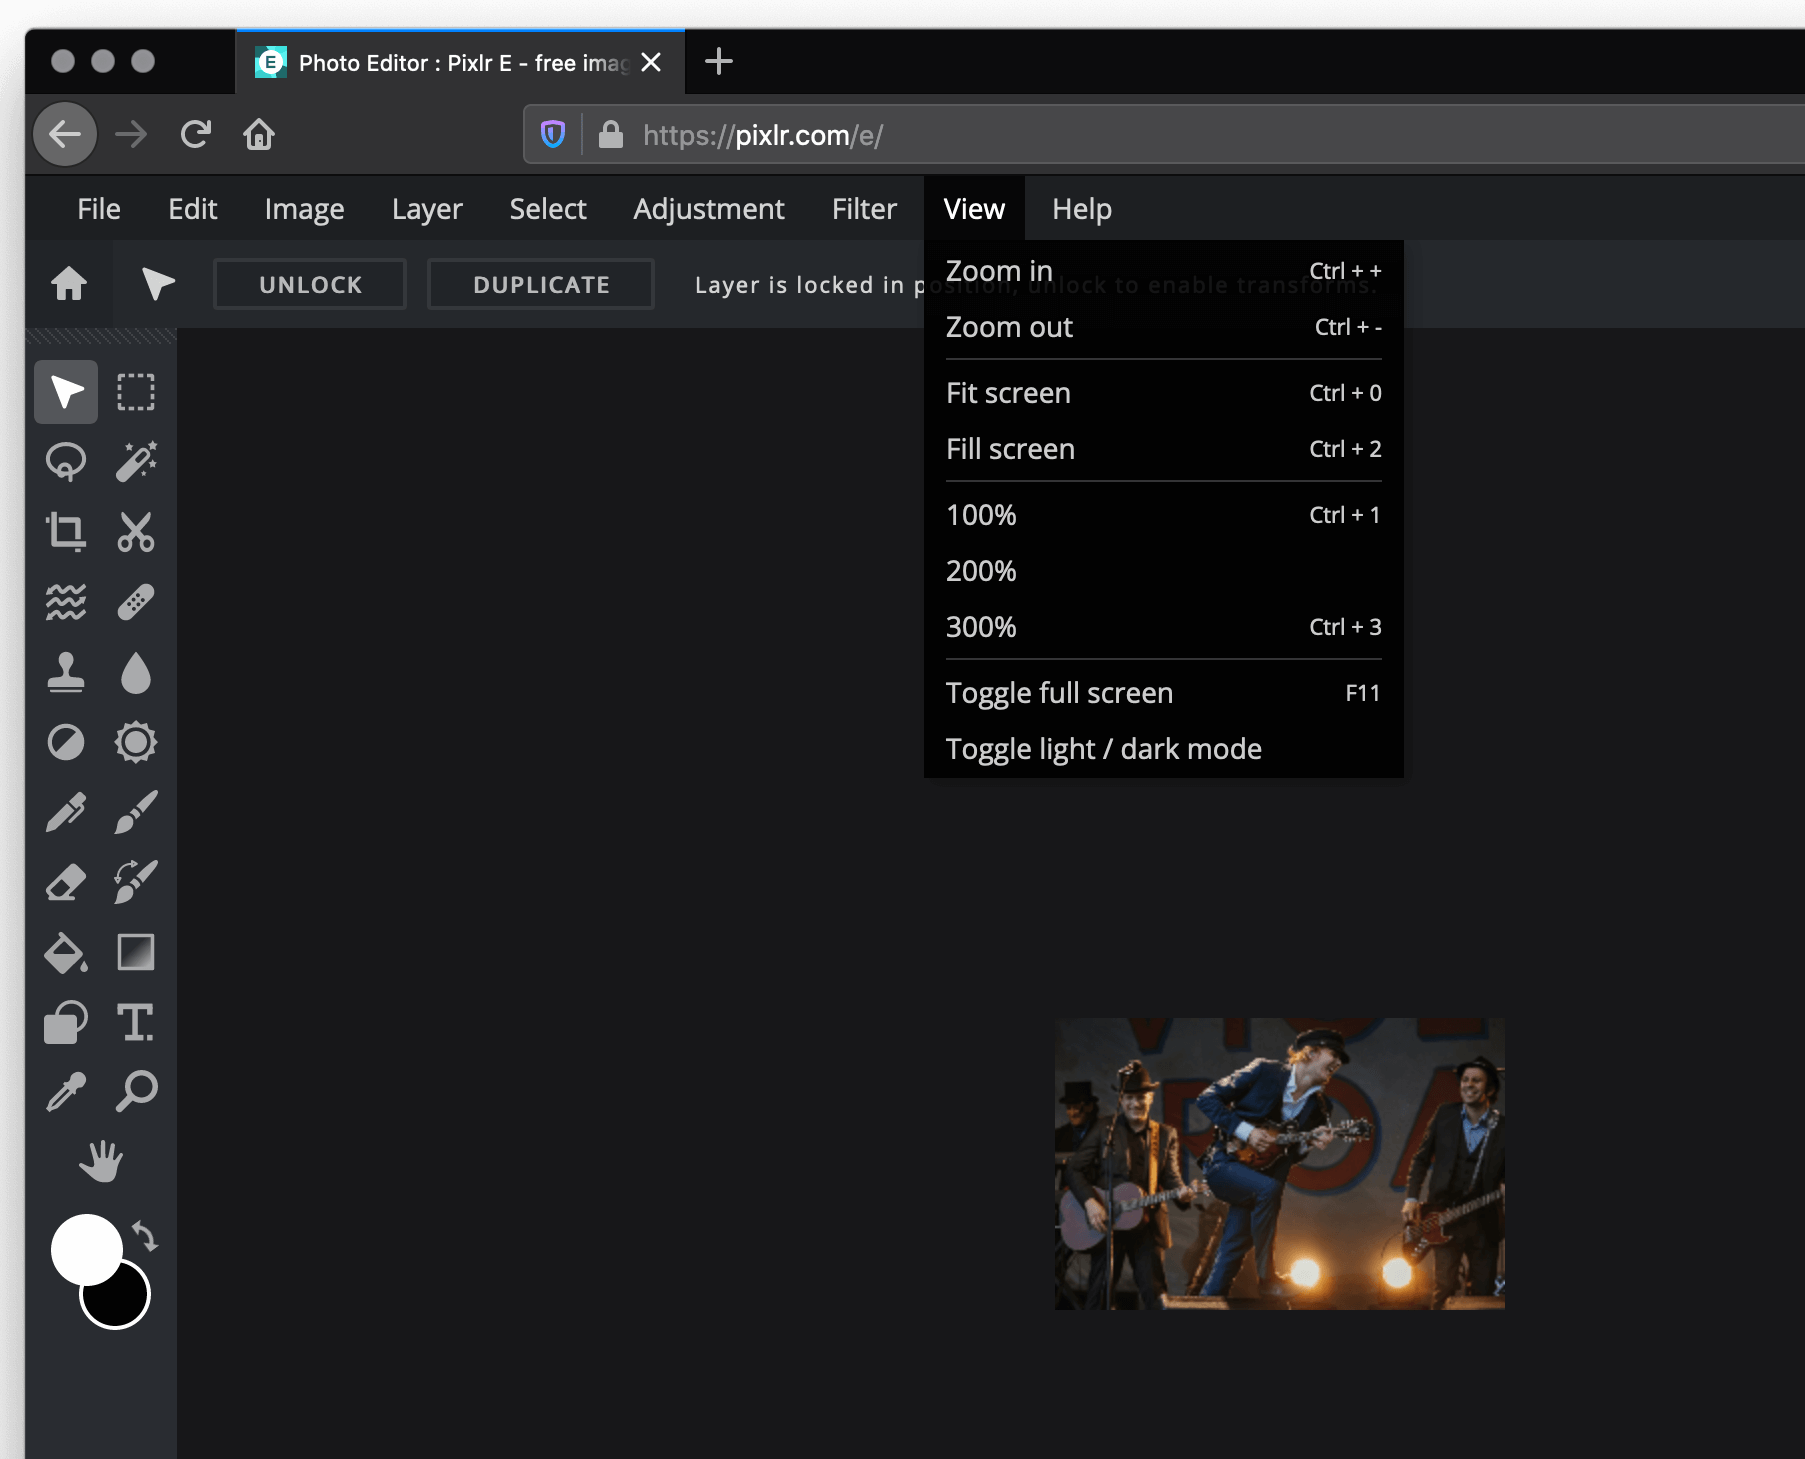 E Photo Editor : Pixlr E - free imag
https://pixlr.com/e/
File Edit Image Layer Select Adjustment Filter View Help
UNLOCK DUPLICATE Layer is locked in position, unlock to enable transforms.
Zoom in Ctrl + +
Zoom out Ctrl + -
Fit screen Ctrl + 0
Fill screen Ctrl + 2
100% Ctrl + 1
200%
300% Ctrl + 3
Toggle full screen F11
Toggle light / dark mode